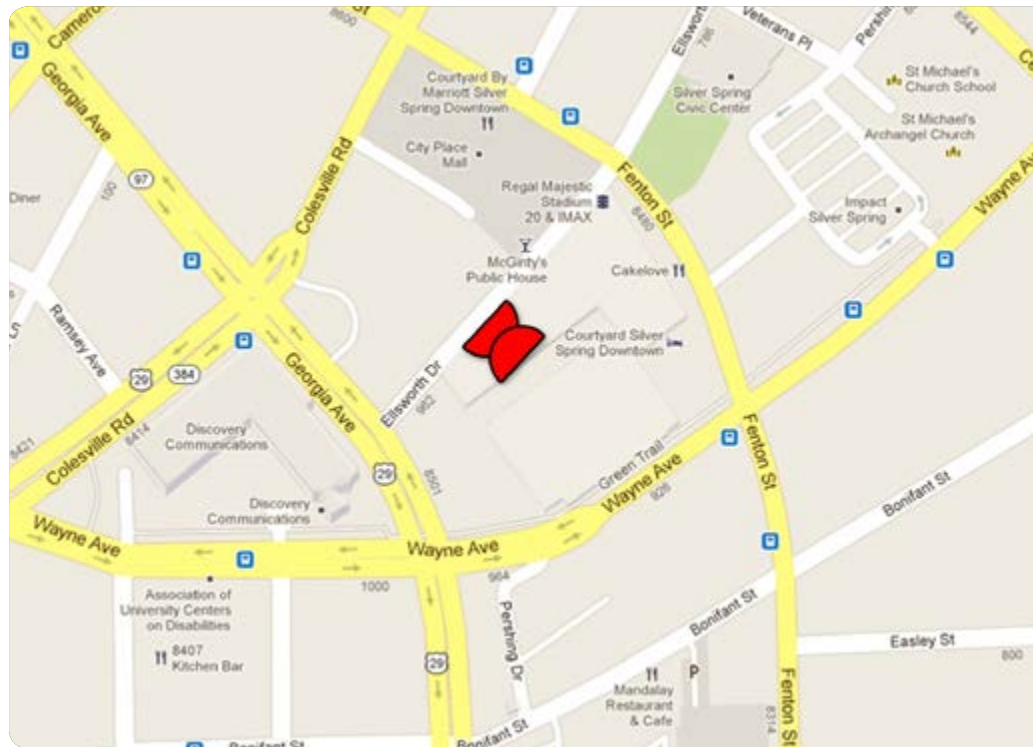 Cameron
8600
St
Veterans Pl
Pershing
8544
Ellsworth
786
Georgia Ave
Courtyard By
Marriott Silver
Spring Downtown
Silver Spring
Civic Center
St Michael's
Church School
St Michael's
Archangel Church
City Place
Mall
97
100
Diner
Colesville Rd
Fenton St
8480
Regal Majestic
Stadium
20 & IMAX
Impact
Silver Spring
Wayne Ave
McGinty's
Public House
Cakelove
Ramsey Ave
Courtyard Silver
Spring Downtown
29
384
Georgia Ave
Ellsworth Dr
962
Colesville Rd
8421
8414
Discovery
Communications
29
8501
Green Trail
Wayne Ave
926
Fenton St
Bonifant St
Discovery
Communications
Wayne Ave
Wayne Ave
1000
964
Association of
University Centers
on Disabilities
8407
Kitchen Bar
Pershing Dr
Bonifant St
Easley St
800
29
P
Mandalay
Restaurant
& Cafe
Fenton St
8314
Bonifant St
Bonifant St